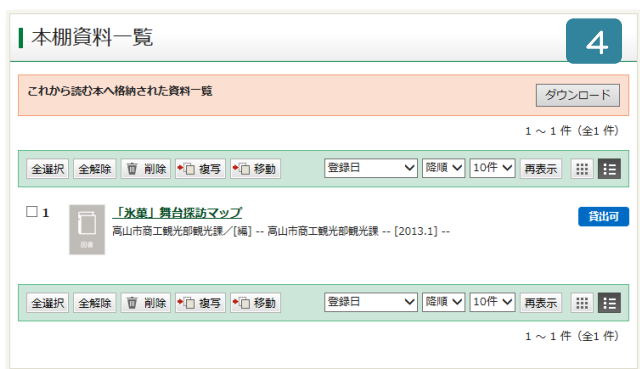 本棚資料一覧
4
これから読む本へ格納された資料一覧
ダウンロード
1 ～ 1 件（全1 件）
全選択 全解除 削除 複写 移動 登録日 降順 10件 再表示
1 「氷菓」舞台探訪マップ 貸出可
高山市商工観光部観光課／[編] -- 高山市商工観光部観光課 -- [2013.1] --
図書
全選択 全解除 削除 複写 移動 登録日 降順 10件 再表示
1 ～ 1 件（全1 件）